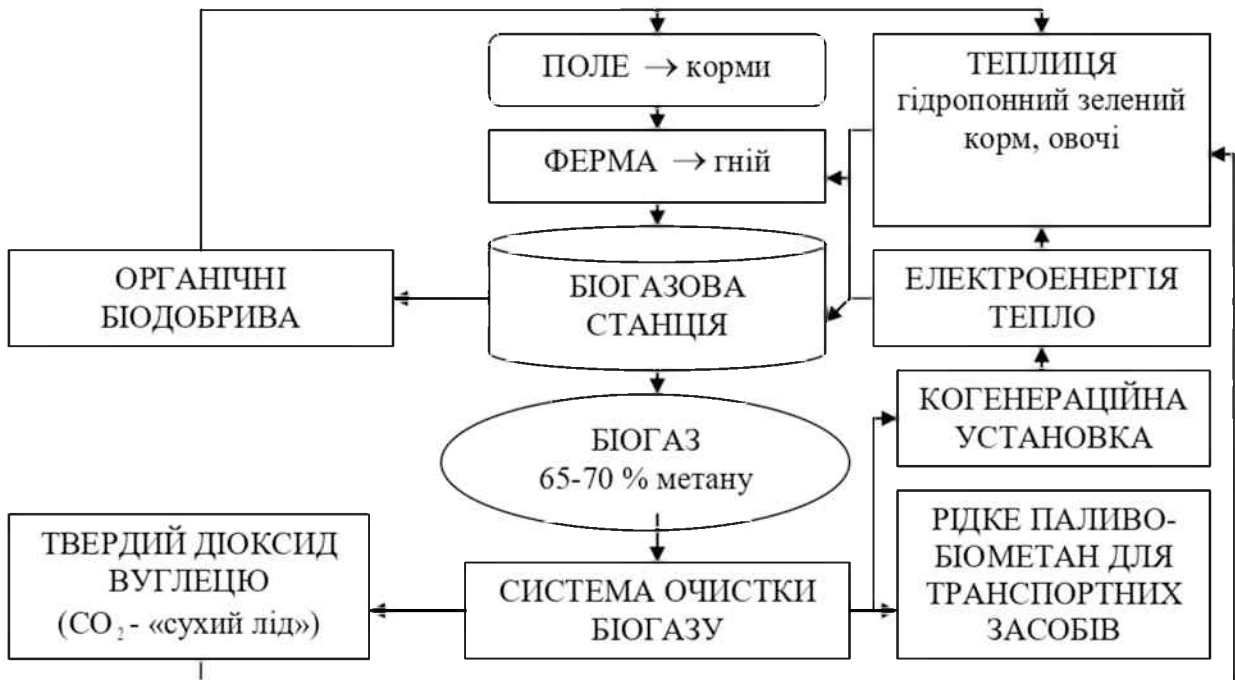 ПОЛЕ → корми
ТЕПЛИЦЯ
гідропонний зелений
корм, овочі
ФЕРМА → гній
ОРГАНІЧНІ
БІОДОБРИВА
БІОГАЗОВА
СТАНЦІЯ
ЕЛЕКТРОЕНЕРГІЯ
ТЕПЛО
КОГЕНЕРАЦІЙНА
УСТАНОВКА
БІОГАЗ
65-70 % метану
ТВЕРДИЙ ДІОКСИД
ВУГЛЕЦЮ
(CO₂ - «сухий лід»)
СИСТЕМА ОЧИСТКИ
БІОГАЗУ
РІДКЕ ПАЛИВО-
БІОМЕТАН ДЛЯ
ТРАНСПОРТНИХ
ЗАСОБІВ